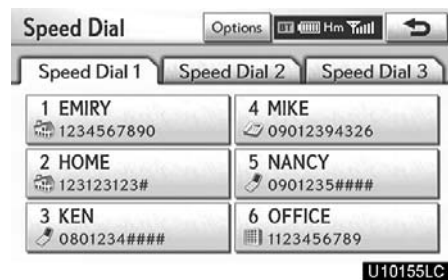 Speed Dial Options BT Hm
Speed Dial 1 Speed Dial 2 Speed Dial 3
1 EMIRY
1234567890
2 HOME
123123123#
3 KEN
0801234####
4 MIKE
09012394326
5 NANCY
0901235####
6 OFFICE
1123456789
U10155LC